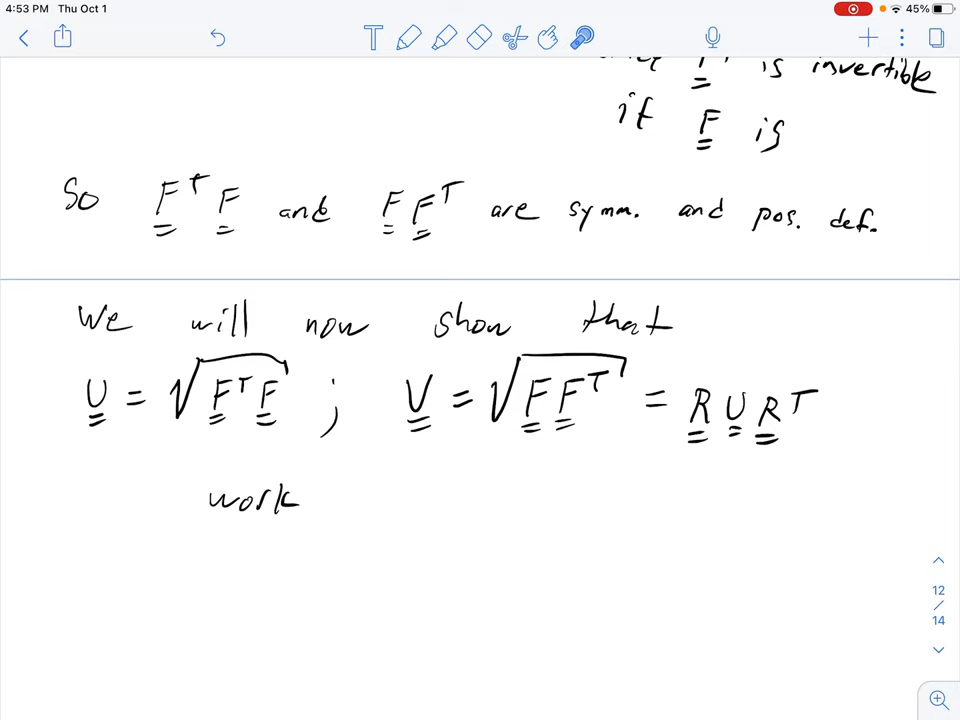 4:53 PM Thu Oct 1
45%
is invertible
if F is
So F^T F and F F^T are symm. and pos. def.
We will now show that
U = √(F^T F) ; V = √(F F^T) = R U R^T
work
12
/
14